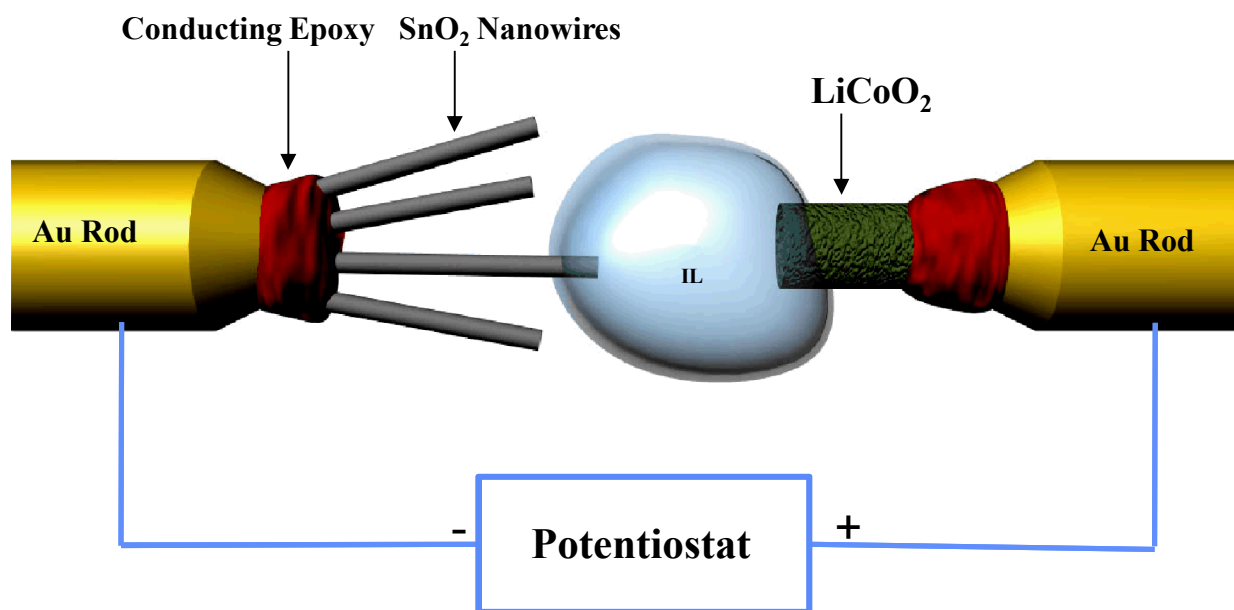 Conducting Epoxy SnO₂ Nanowires
LiCoO₂
Au Rod
IL
Au Rod
- Potentiostat +